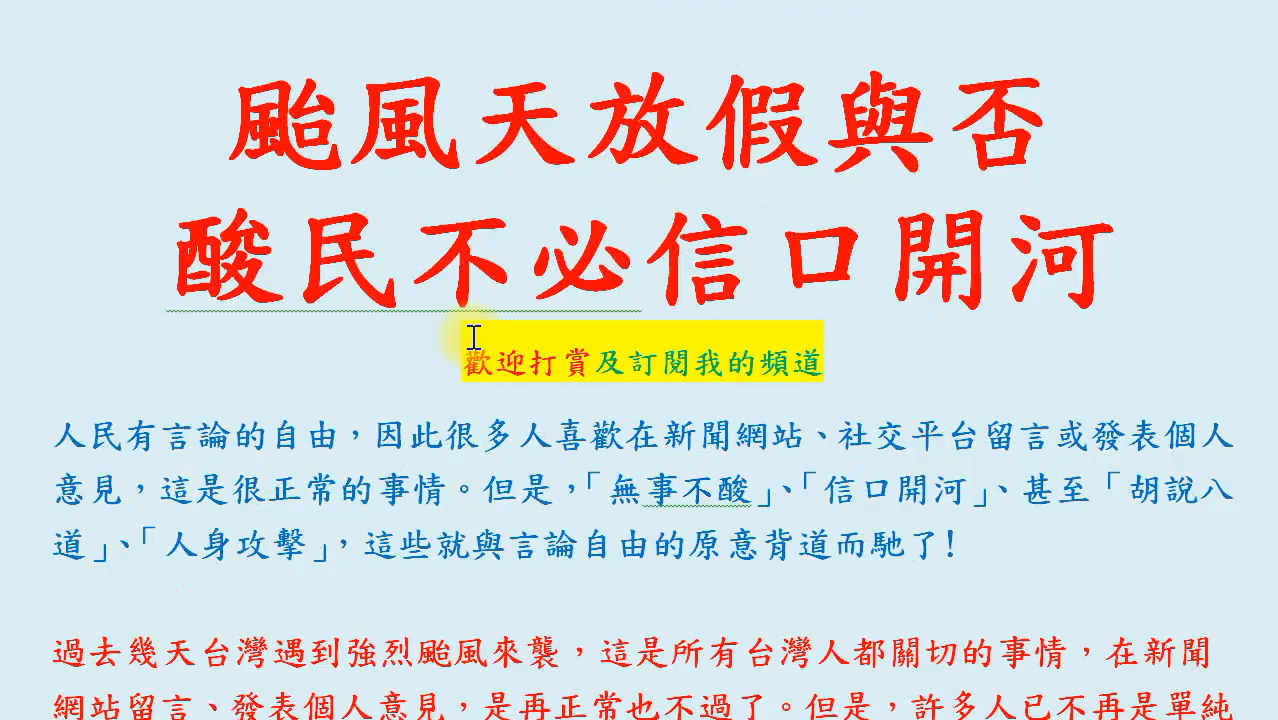 颱風天放假與否
酸民不必信口開河
歡迎打賞及訂閱我的頻道
人民有言論的自由，因此很多人喜歡在新聞網站、社交平台留言或發表個人
意見，這是很正常的事情。但是，「無事不酸」、「信口開河」、甚至「胡說八
道」、「人身攻擊」，這些就與言論自由的原意背道而馳了！
過去幾天台灣遇到強烈颱風來襲，這是所有台灣人都關切的事情，在新聞
網站留言、發表個人意見，是再正常也不過了。但是，許多人已不再是單純